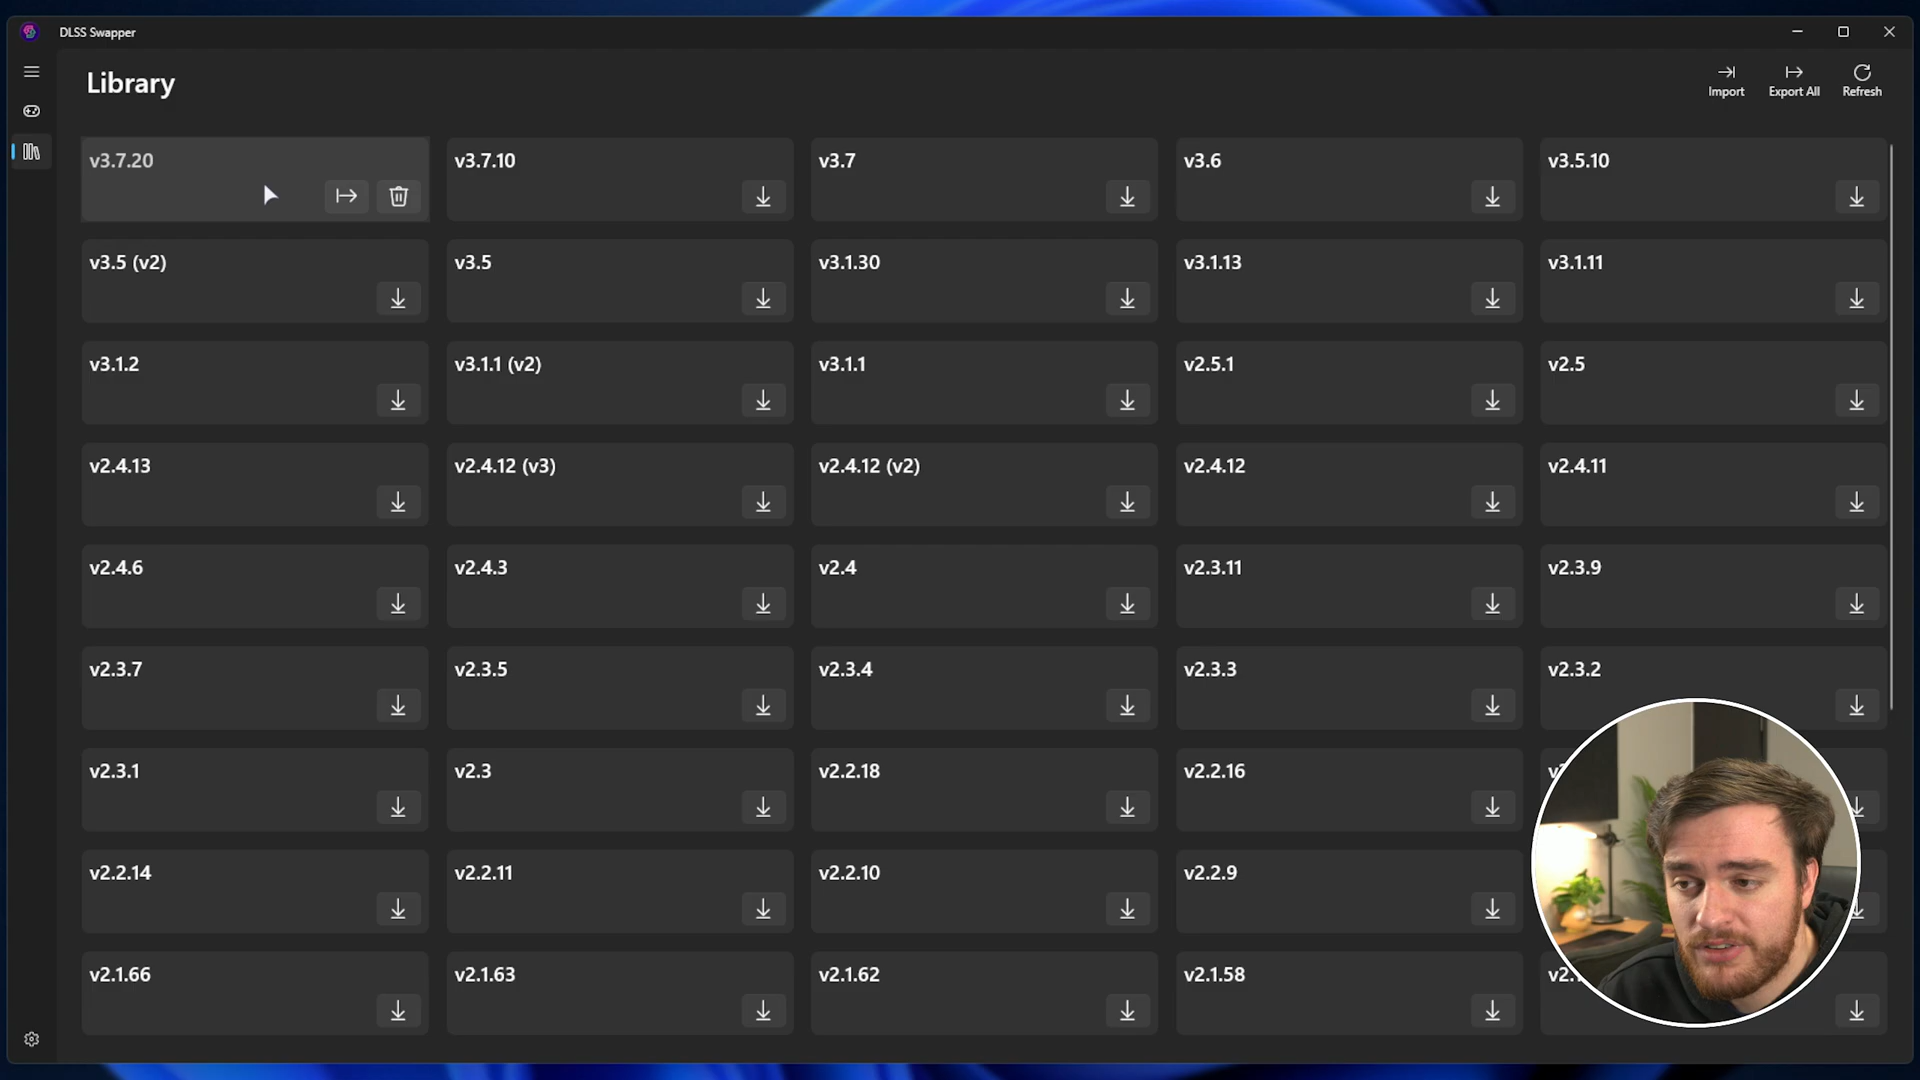 DLSS Swapper
Library
Import
Export All
Refresh
v3.7.20
v3.7.10
v3.7
v3.6
v3.5.10
v3.5 (v2)
v3.5
v3.1.30
v3.1.13
v3.1.11
v3.1.2
v3.1.1 (v2)
v3.1.1
v2.5.1
v2.5
v2.4.13
v2.4.12 (v3)
v2.4.12 (v2)
v2.4.12
v2.4.11
v2.4.6
v2.4.3
v2.4
v2.3.11
v2.3.9
v2.3.7
v2.3.5
v2.3.4
v2.3.3
v2.3.2
v2.3.1
v2.3
v2.2.18
v2.2.16
v2.2.14
v2.2.11
v2.2.10
v2.2.9
v2.1.66
v2.1.63
v2.1.62
v2.1.58